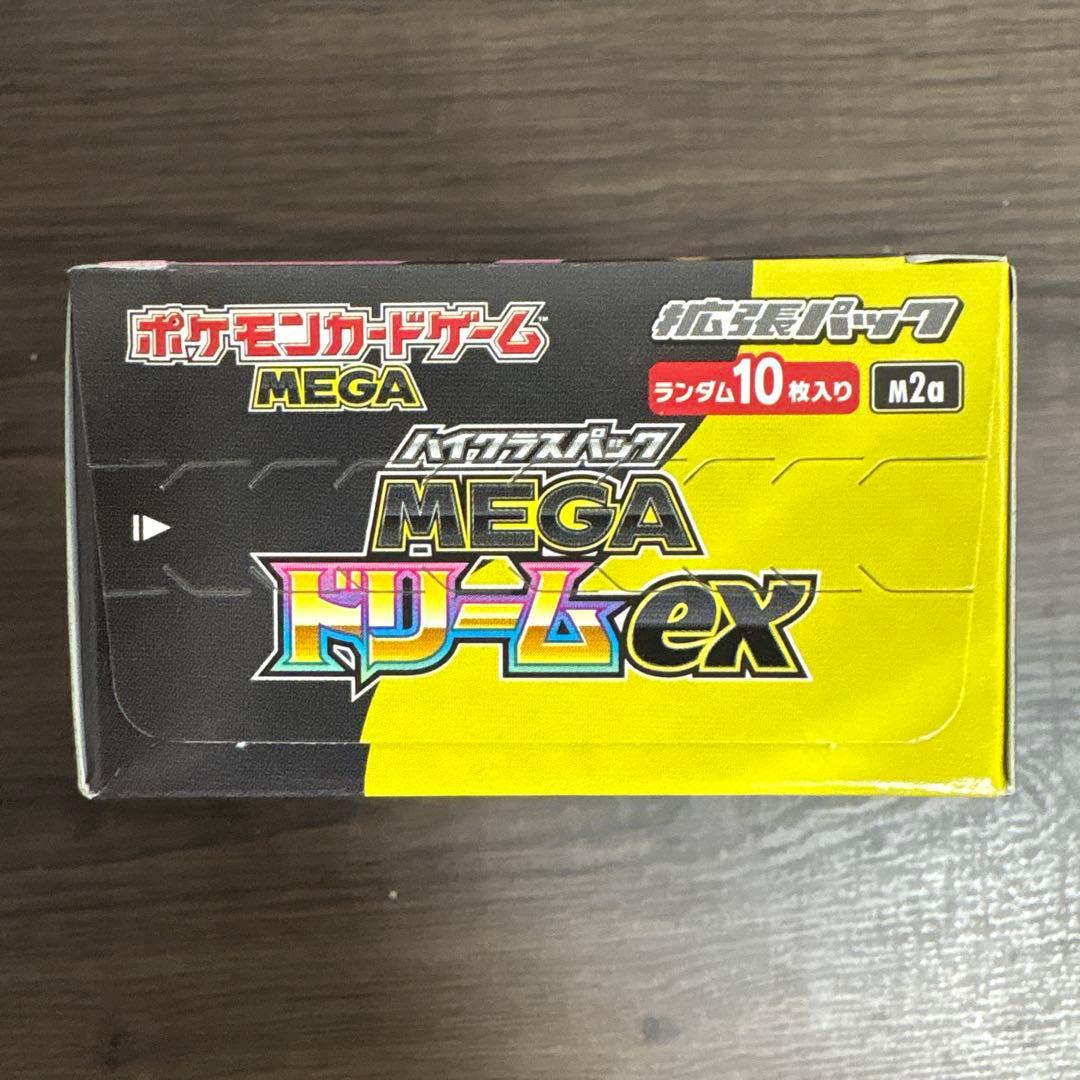 ポケモンカードゲーム™
MEGA
拡張パック
ランダム10枚入り
M2a
ハイクラスパック
MEGA
ドリームex